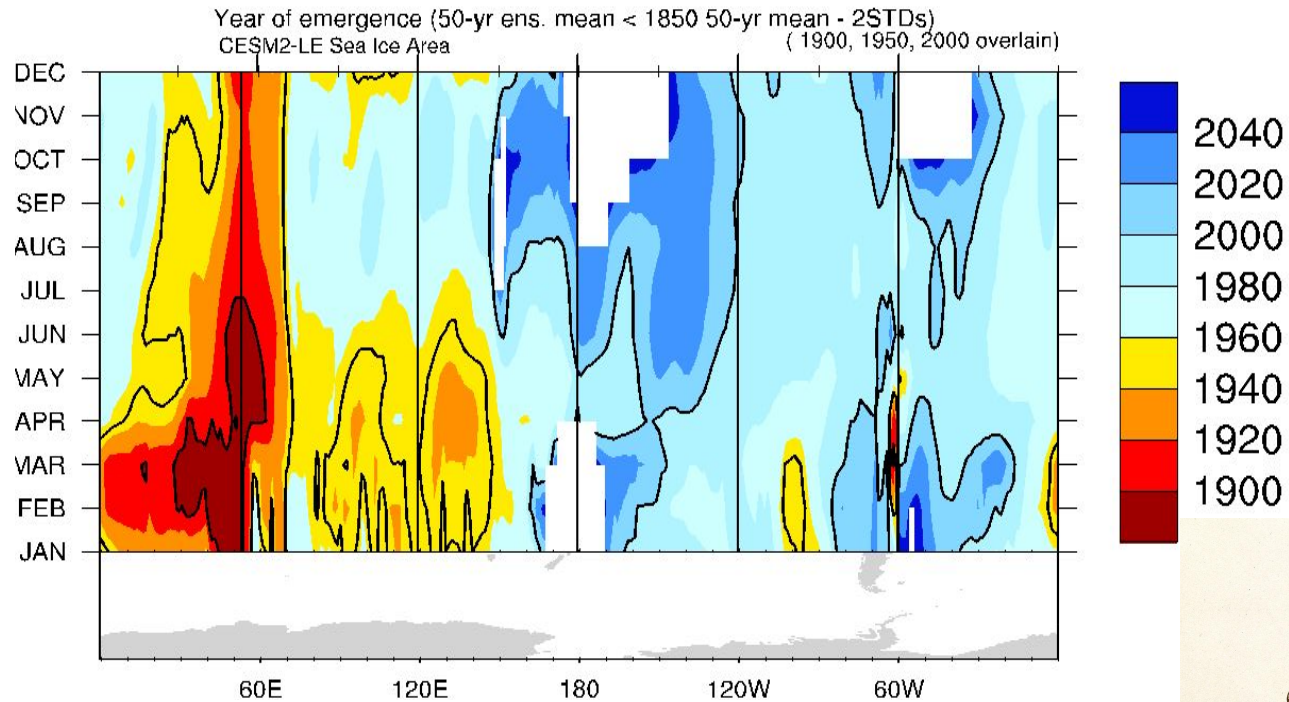 Year of emergence (50-yr ens. mean < 1850 50-yr mean - 2STDs)
CESM2-LE Sea Ice Area
( 1900, 1950, 2000 overlain)
DEC
NOV
OCT
SEP
AUG
JUL
JUN
MAY
APR
MAR
FEB
JAN
60E 120E 180 120W 60W
2040
2020
2000
1980
1960
1940
1920
1900